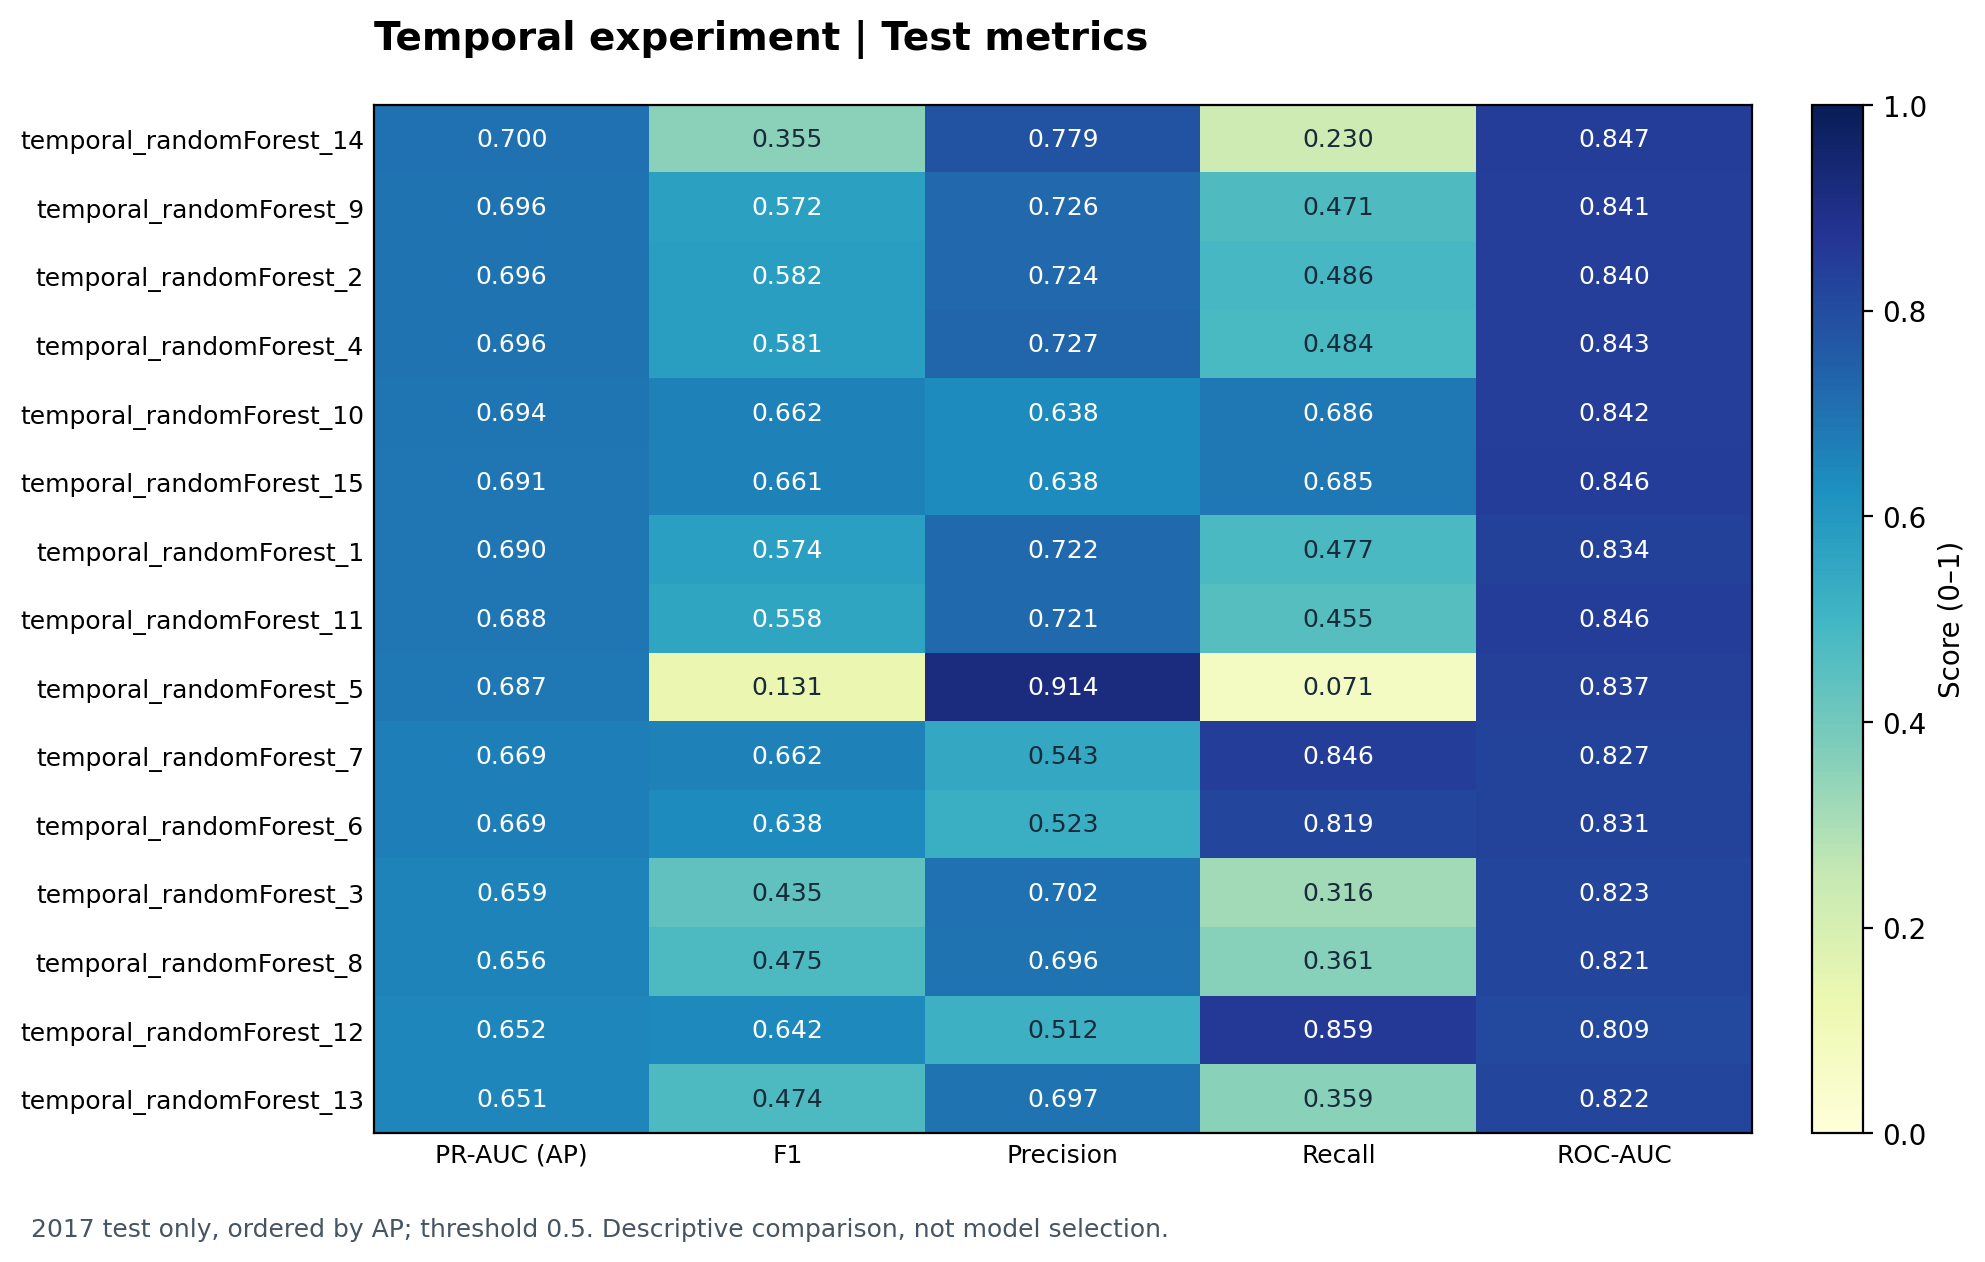 Temporal experiment | Test metrics
temporal_randomForest_14 0.700 0.355 0.779 0.230 0.847
temporal_randomForest_9 0.696 0.572 0.726 0.471 0.841
temporal_randomForest_2 0.696 0.582 0.724 0.486 0.840
temporal_randomForest_4 0.696 0.581 0.727 0.484 0.843
temporal_randomForest_10 0.694 0.662 0.638 0.686 0.842
temporal_randomForest_15 0.691 0.661 0.638 0.685 0.846
temporal_randomForest_1 0.690 0.574 0.722 0.477 0.834
temporal_randomForest_11 0.688 0.558 0.721 0.455 0.846
temporal_randomForest_5 0.687 0.131 0.914 0.071 0.837
temporal_randomForest_7 0.669 0.662 0.543 0.846 0.827
temporal_randomForest_6 0.669 0.638 0.523 0.819 0.831
temporal_randomForest_3 0.659 0.435 0.702 0.316 0.823
temporal_randomForest_8 0.656 0.475 0.696 0.361 0.821
temporal_randomForest_12 0.652 0.642 0.512 0.859 0.809
temporal_randomForest_13 0.651 0.474 0.697 0.359 0.822
PR-AUC (AP) F1 Precision Recall ROC-AUC
1.0
0.8
0.6
0.4
0.2
0.0
Score (0–1)
2017 test only, ordered by AP; threshold 0.5. Descriptive comparison, not model selection.